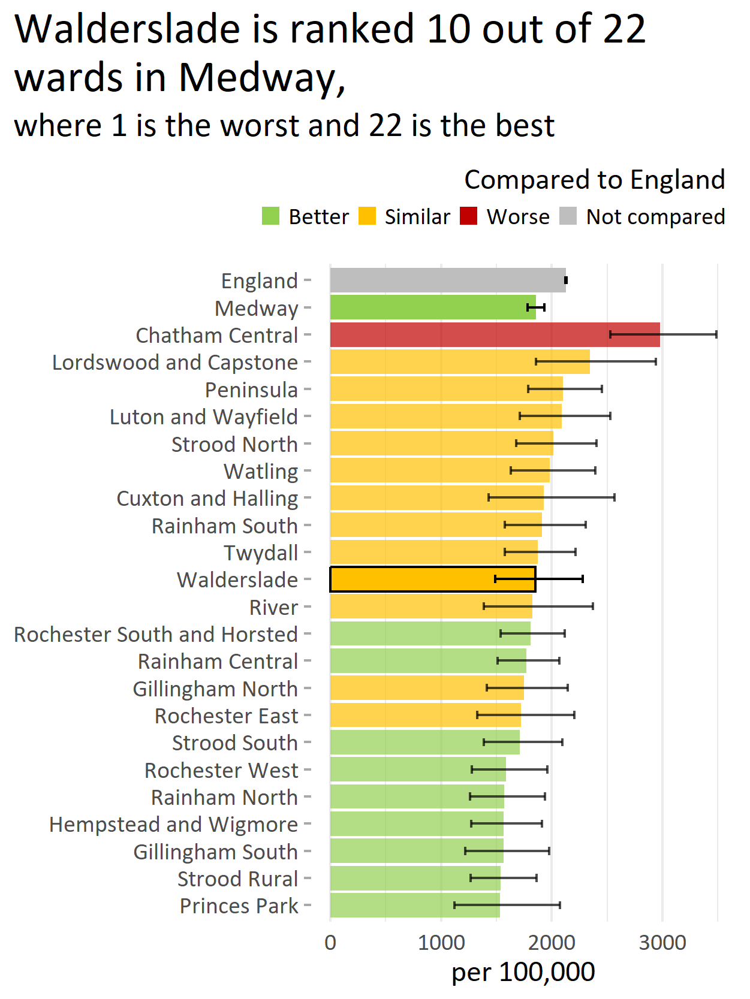 Walderslade is ranked 10 out of 22
wards in Medway,
where 1 is the worst and 22 is the best
Compared to England
Better Similar Worse Not compared
England
Medway
Chatham Central
Lordswood and Capstone
Peninsula
Luton and Wayfield
Strood North
Watling
Cuxton and Halling
Rainham South
Twydall
Walderslade
River
Rochester South and Horsted
Rainham Central
Gillingham North
Rochester East
Strood South
Rochester West
Rainham North
Hempstead and Wigmore
Gillingham South
Strood Rural
Princes Park
0 1000 2000 3000
per 100,000